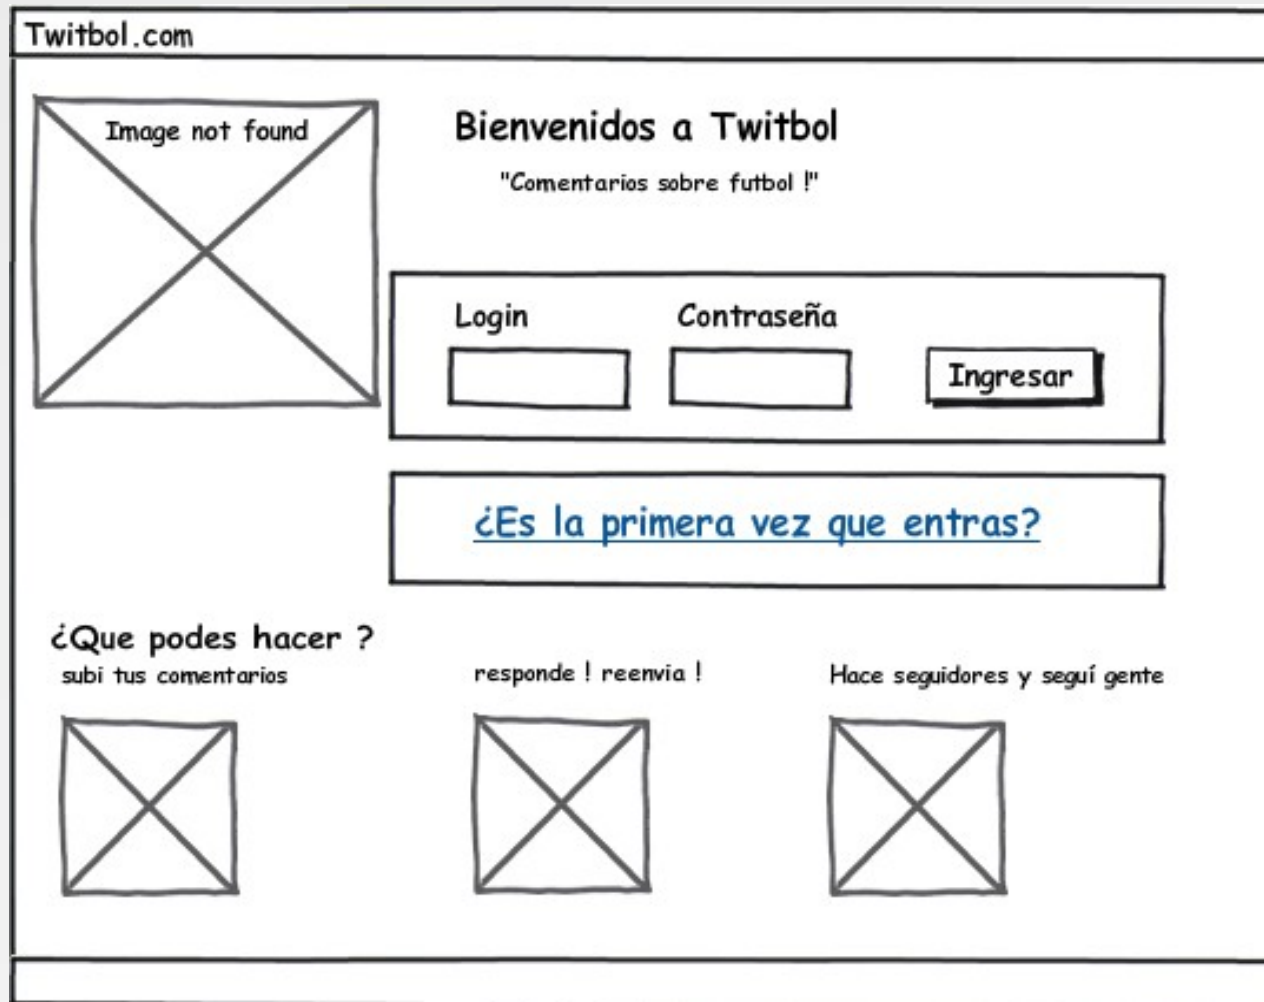 Twitbol.com
Image not found
Bienvenidos a Twitbol
"Comentarios sobre futbol !"
Login
Contraseña
Ingresar
¿Es la primera vez que entras?
¿Que podes hacer ?
subi tus comentarios
responde ! reenvia !
Hace seguidores y seguí gente